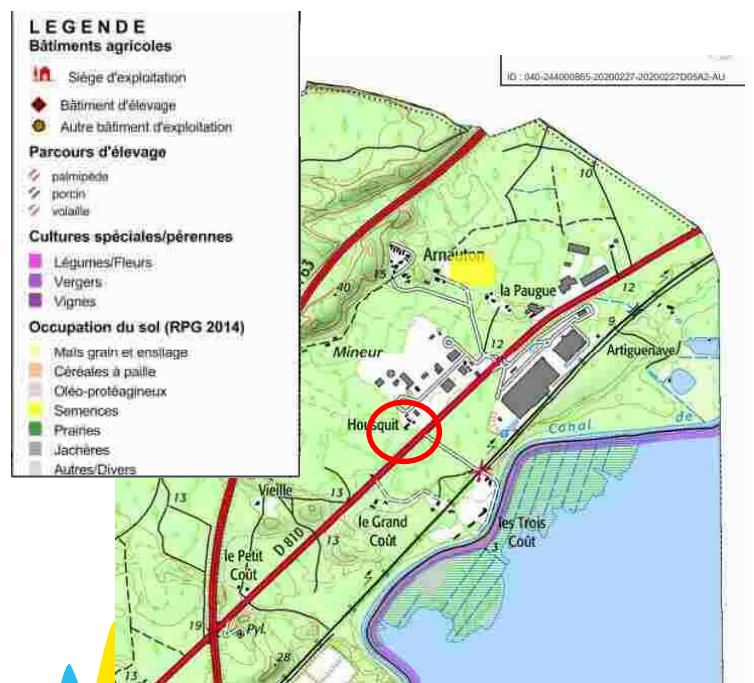 LEGENDE
Bâtiments agricoles
Siège d'exploitation
Bâtiment d'élevage
Autre bâtiment d'exploitation
Parcours d'élevage
palmipède
porcin
volaille
Cultures spéciales/pérennes
Légumes/Fleurs
Vergers
Vignes
Occupation du sol (RPG 2014)
Maïs grain et ensilage
Céréales à paille
Oléo-protéagineux
Semences
Prairies
Jachères
Autres/Divers
ID : 040-244000865-20200227-20200227D05A2-AU
10
Arnauton
15
40
la Paugue
12
9
12
Mineur
Artiguenave
Housquit
Canal de
13
Vieille
13
le Grand
Coût
les Trois
Coût
3
D 810
13
le Petit
Coût
19
Pyl.
28
13